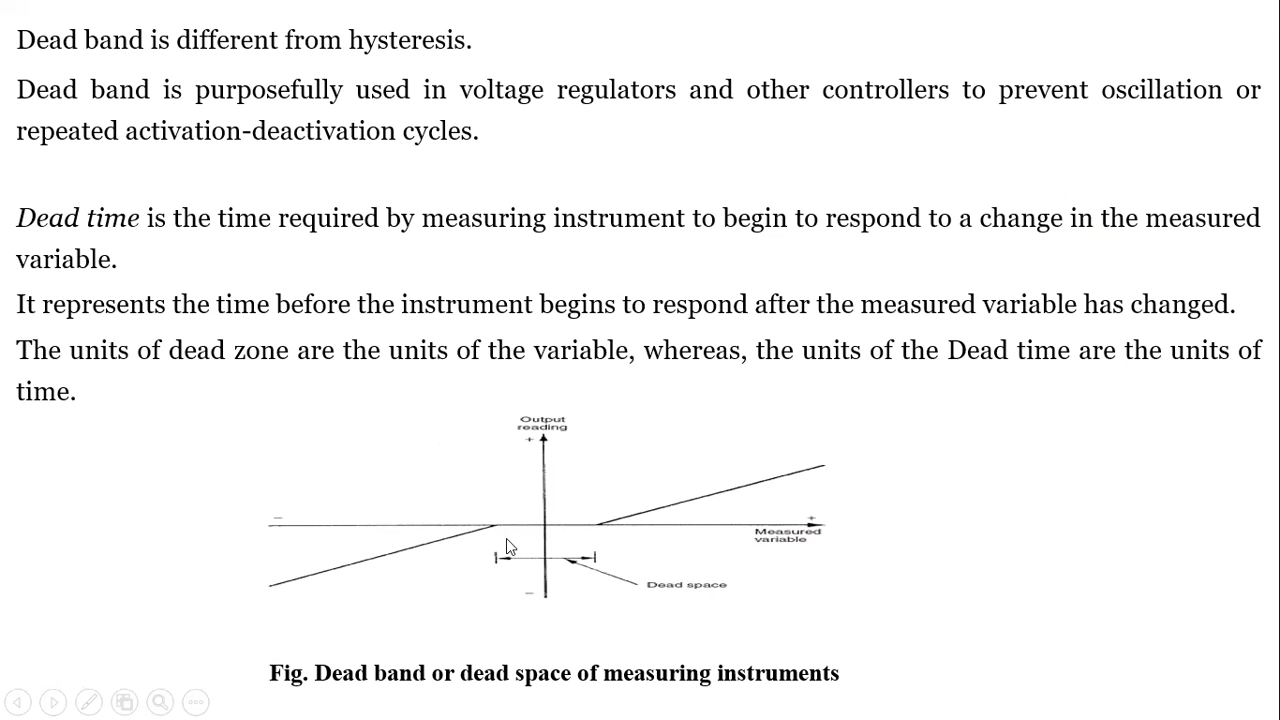 Dead band is different from hysteresis.
Dead band is purposefully used in voltage regulators and other controllers to prevent oscillation or
repeated activation-deactivation cycles.
Dead time is the time required by measuring instrument to begin to respond to a change in the measured
variable.
It represents the time before the instrument begins to respond after the measured variable has changed.
The units of dead zone are the units of the variable, whereas, the units of the Dead time are the units of
time.
Output
reading
+
−
+
Measured
variable
Dead space
−
Fig. Dead band or dead space of measuring instruments